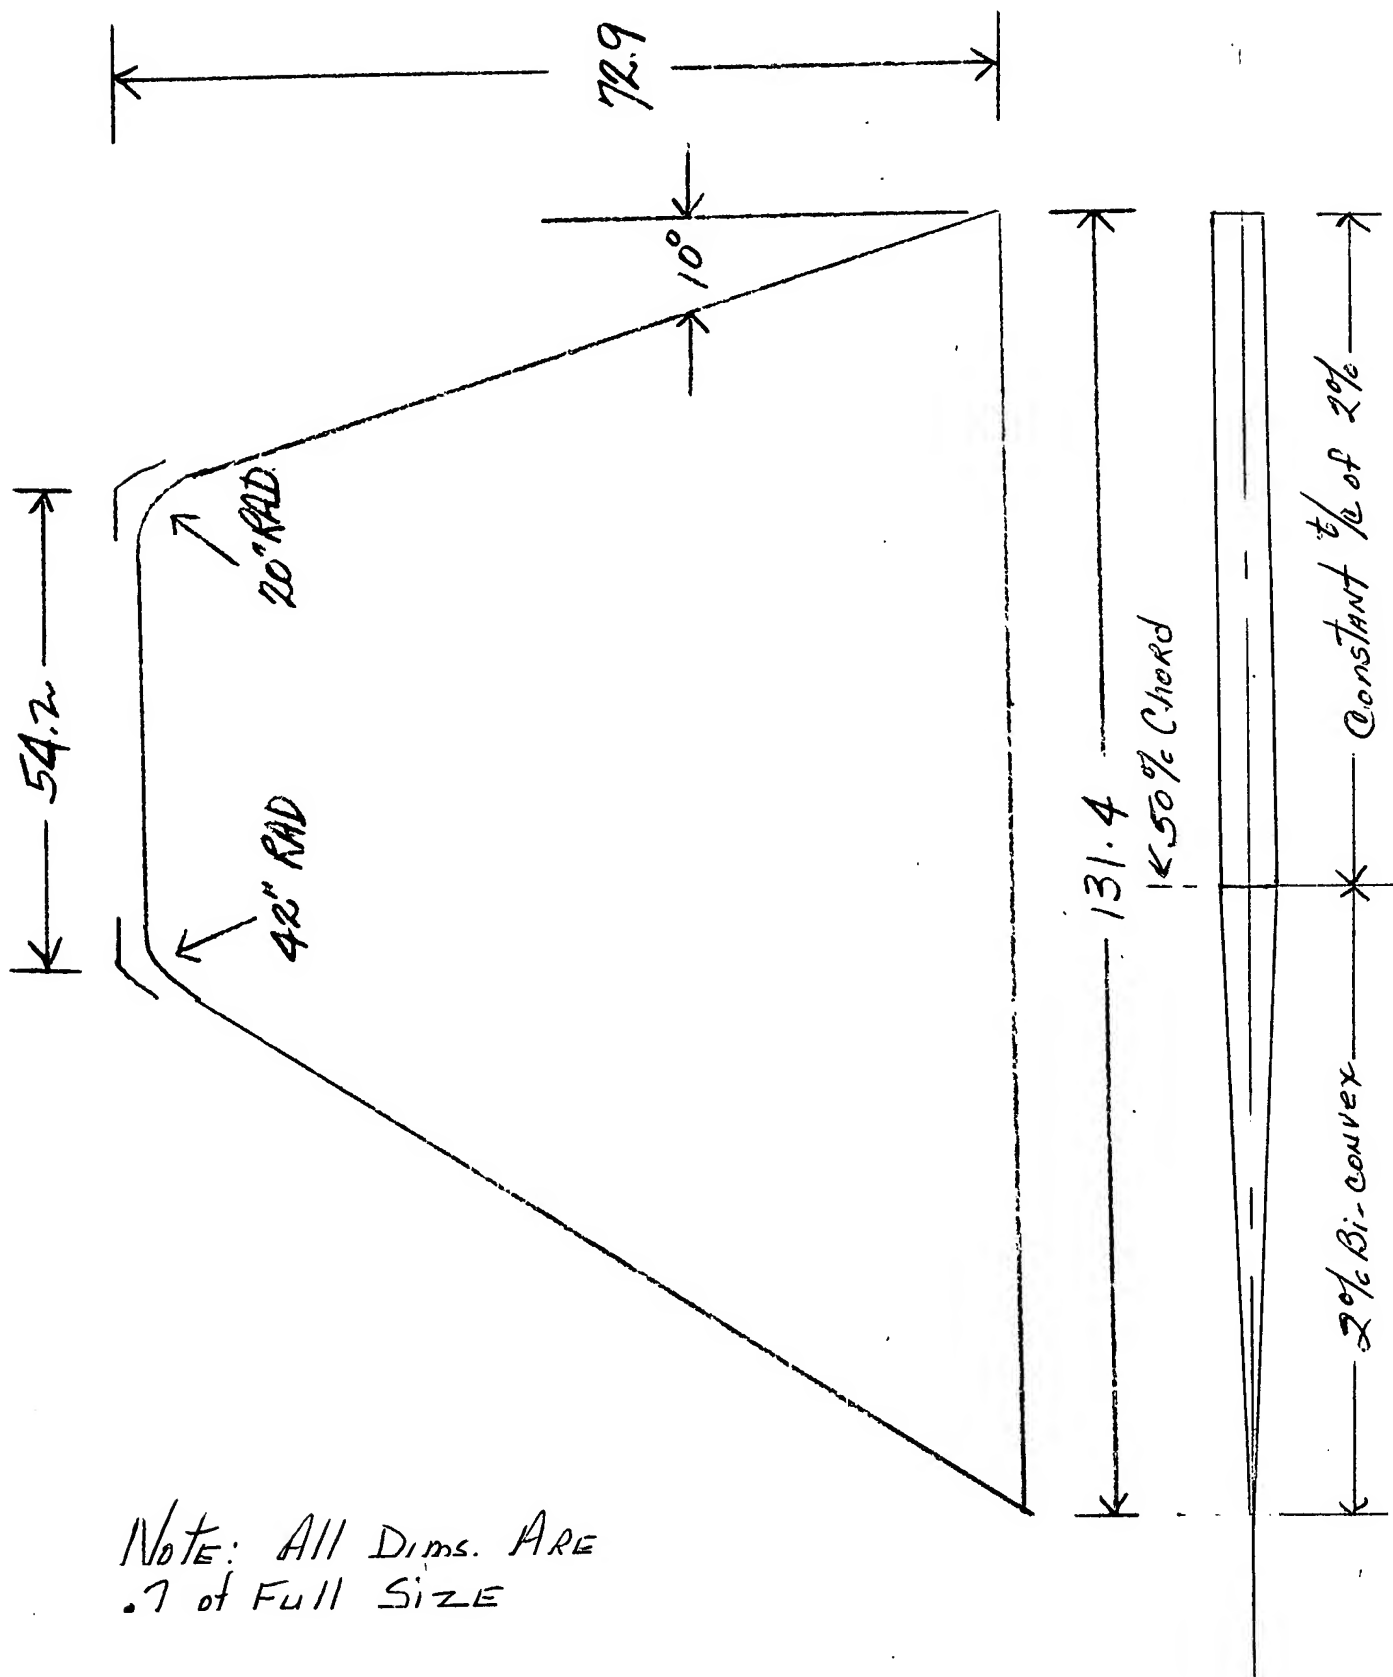 72.9
10°
54.2
20" RAD
42" RAD
131.4
50% Chord
Constant t/c of 2%
2% Bi-convex
Note: All Dims. Are
.7 of Full Size